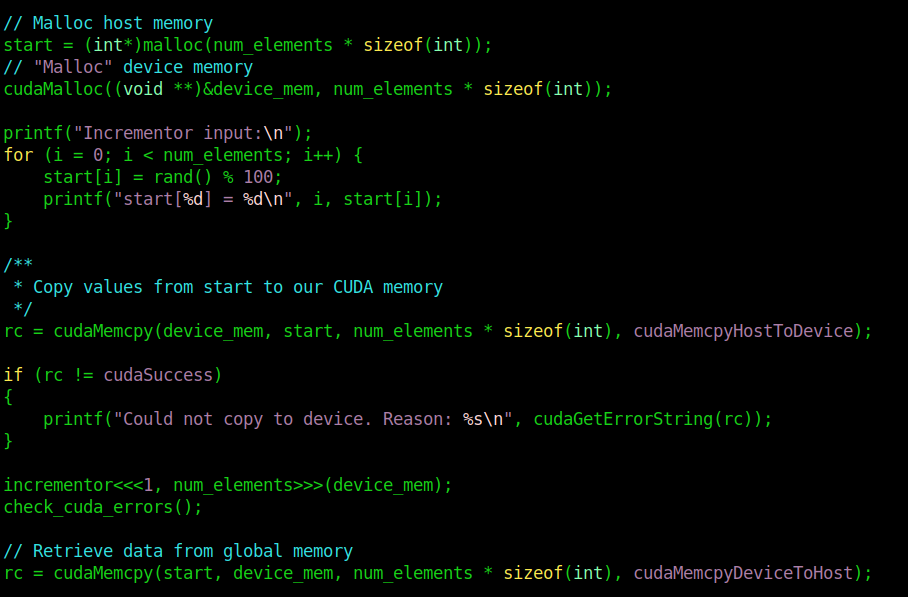 // Malloc host memory
start = (int*)malloc(num_elements * sizeof(int));
// "Malloc" device memory
cudaMalloc((void **)&device_mem, num_elements * sizeof(int));
printf("Incrementor input:\n");
for (i = 0; i < num_elements; i++) {
    start[i] = rand() % 100;
    printf("start[%d] = %d\n", i, start[i]);
}
/**
 * Copy values from start to our CUDA memory
 */
rc = cudaMemcpy(device_mem, start, num_elements * sizeof(int), cudaMemcpyHostToDevice);
if (rc != cudaSuccess)
{
    printf("Could not copy to device. Reason: %s\n", cudaGetErrorString(rc));
}
incrementor<<<1, num_elements>>>(device_mem);
check_cuda_errors();
// Retrieve data from global memory
rc = cudaMemcpy(start, device_mem, num_elements * sizeof(int), cudaMemcpyDeviceToHost);